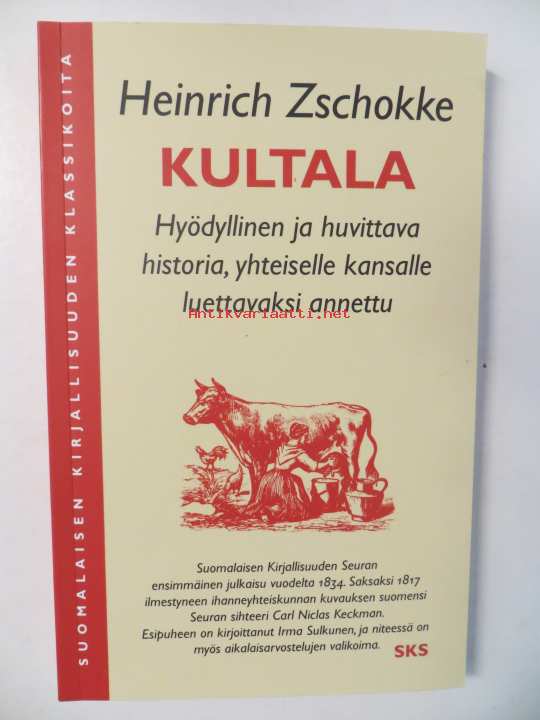 SUOMALAISEN KIRJALLISUUDEN KLASSIKOITA
Heinrich Zschokke
KULTALA
Hyödyllinen ja huvittava
historia, yhteiselle kansalle
luettavaksi annettu
Antikvariaatti.net
Suomalaisen Kirjallisuuden Seuran
ensimmäinen julkaisu vuodelta 1834. Saksaksi 1817
ilmestyneen ihanneyhteiskunnan kuvauksen suomensi
Seuran sihteeri Carl Niclas Keckman.
Esipuheen on kirjoittanut Irma Sulkunen, ja niteessä on
myös aikalaisarvostelujen valikoima.
SKS